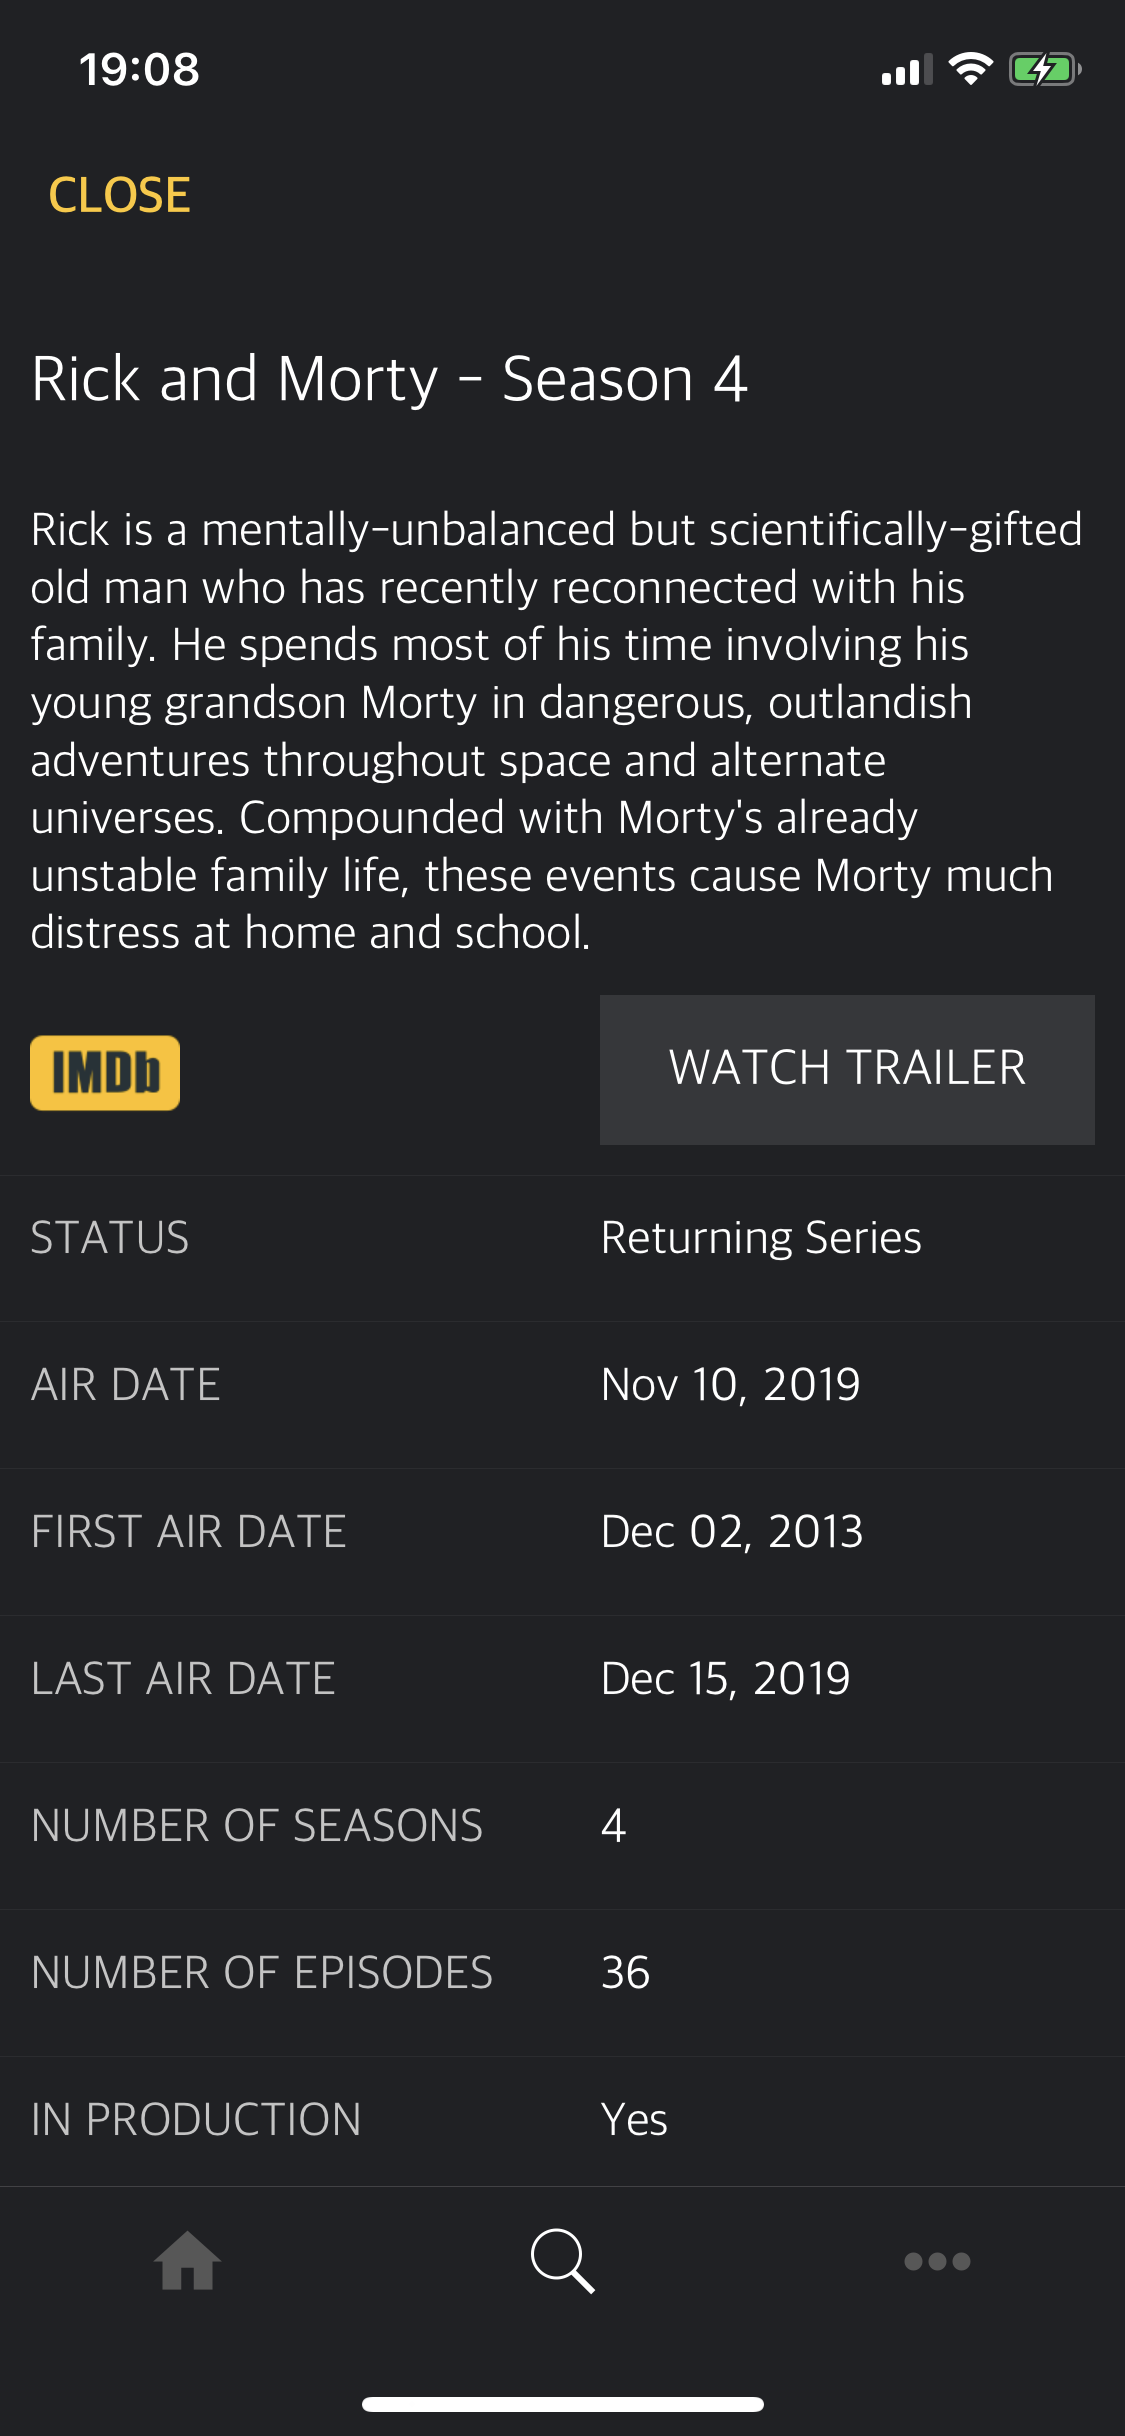 19:08
CLOSE
Rick and Morty - Season 4
Rick is a mentally-unbalanced but scientifically-gifted
old man who has recently reconnected with his
family. He spends most of his time involving his
young grandson Morty in dangerous, outlandish
adventures throughout space and alternate
universes. Compounded with Morty's already
unstable family life, these events cause Morty much
distress at home and school.
IMDb
WATCH TRAILER
STATUS Returning Series
AIR DATE Nov 10, 2019
FIRST AIR DATE Dec 02, 2013
LAST AIR DATE Dec 15, 2019
NUMBER OF SEASONS 4
NUMBER OF EPISODES 36
IN PRODUCTION Yes